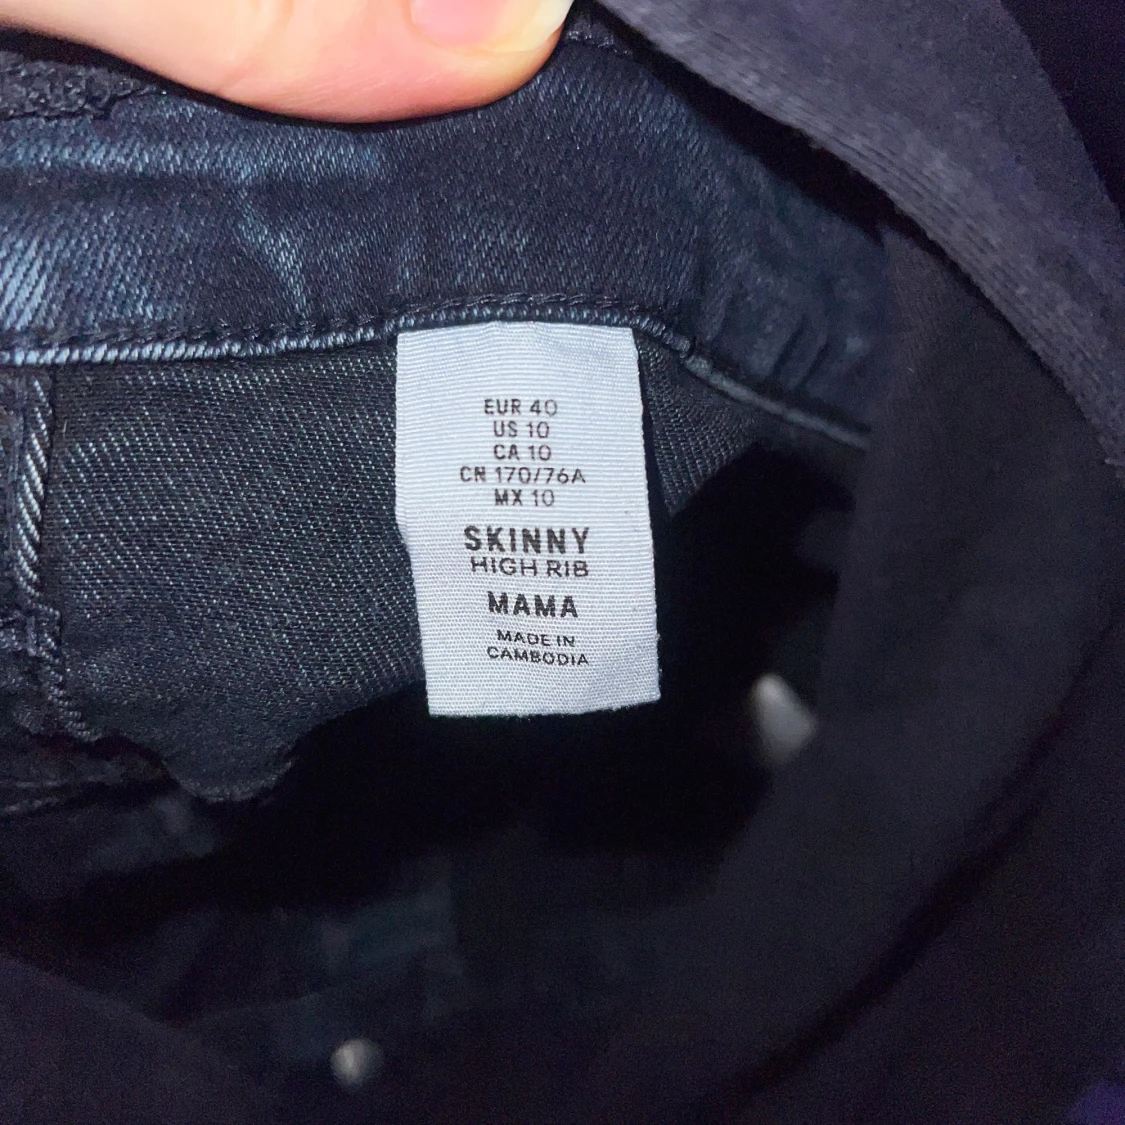 EUR 40
US 10
CA 10
CN 170/76A
MX 10
SKINNY
HIGH RIB
MAMA
MADE IN
CAMBODIA